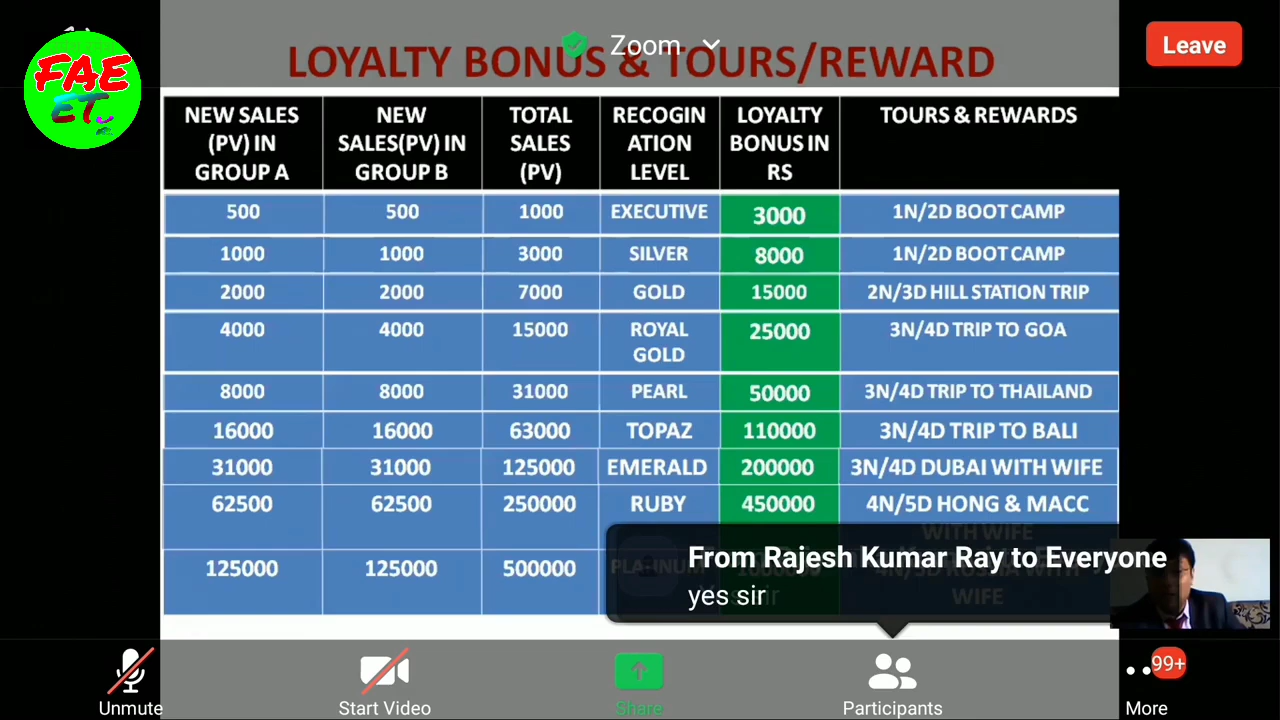 FAE
ET
Zoom
Leave
LOYALTY BONUS & TOURS/REWARD
NEW SALES (PV) IN GROUP A
NEW SALES(PV) IN GROUP B
TOTAL SALES (PV)
RECOGIN ATION LEVEL
LOYALTY BONUS IN RS
TOURS & REWARDS
500 500 1000 EXECUTIVE 3000 1N/2D BOOT CAMP
1000 1000 3000 SILVER 8000 1N/2D BOOT CAMP
2000 2000 7000 GOLD 15000 2N/3D HILL STATION TRIP
4000 4000 15000 ROYAL GOLD 25000 3N/4D TRIP TO GOA
8000 8000 31000 PEARL 50000 3N/4D TRIP TO THAILAND
16000 16000 63000 TOPAZ 110000 3N/4D TRIP TO BALI
31000 31000 125000 EMERALD 200000 3N/4D DUBAI WITH WIFE
62500 62500 250000 RUBY 450000 4N/5D HONG & MACC WITH WIFE
125000 125000 500000 PLATINUM WITH WIFE
From Rajesh Kumar Ray to Everyone
yes sir
Unmute
Start Video
Share
Participants
99+
More